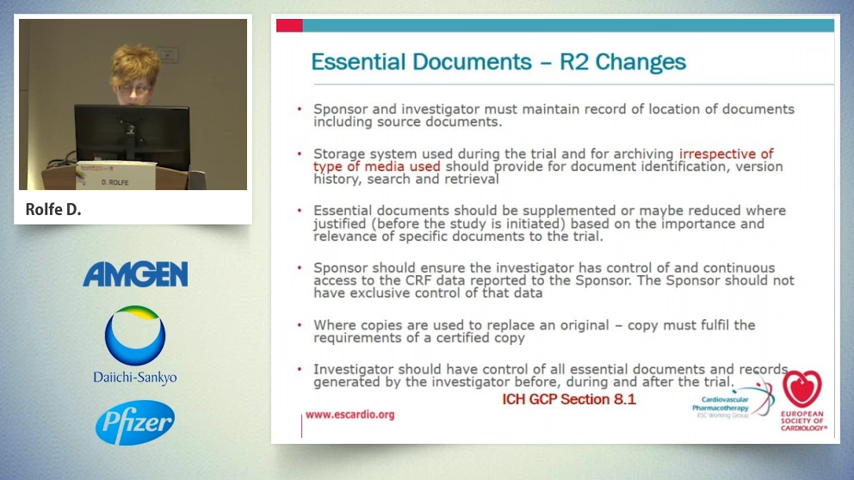 D. ROLFE
Rolfe D.
AMGEN
Daiichi-Sankyo
Pfizer
Essential Documents – R2 Changes
• Sponsor and investigator must maintain record of location of documents
including source documents.
• Storage system used during the trial and for archiving irrespective of
type of media used should provide for document identification, version
history, search and retrieval
• Essential documents should be supplemented or maybe reduced where
justified (before the study is initiated) based on the importance and
relevance of specific documents to the trial.
• Sponsor should ensure the investigator has control of and continuous
access to the CRF data reported to the Sponsor. The Sponsor should not
have exclusive control of that data
• Where copies are used to replace an original – copy must fulfil the
requirements of a certified copy
• Investigator should have control of all essential documents and records
generated by the investigator before, during and after the trial.
ICH GCP Section 8.1
www.escardio.org
Cardiovascular
Pharmacotherapy
ESC Working Group
EUROPEAN
SOCIETY OF
CARDIOLOGY®